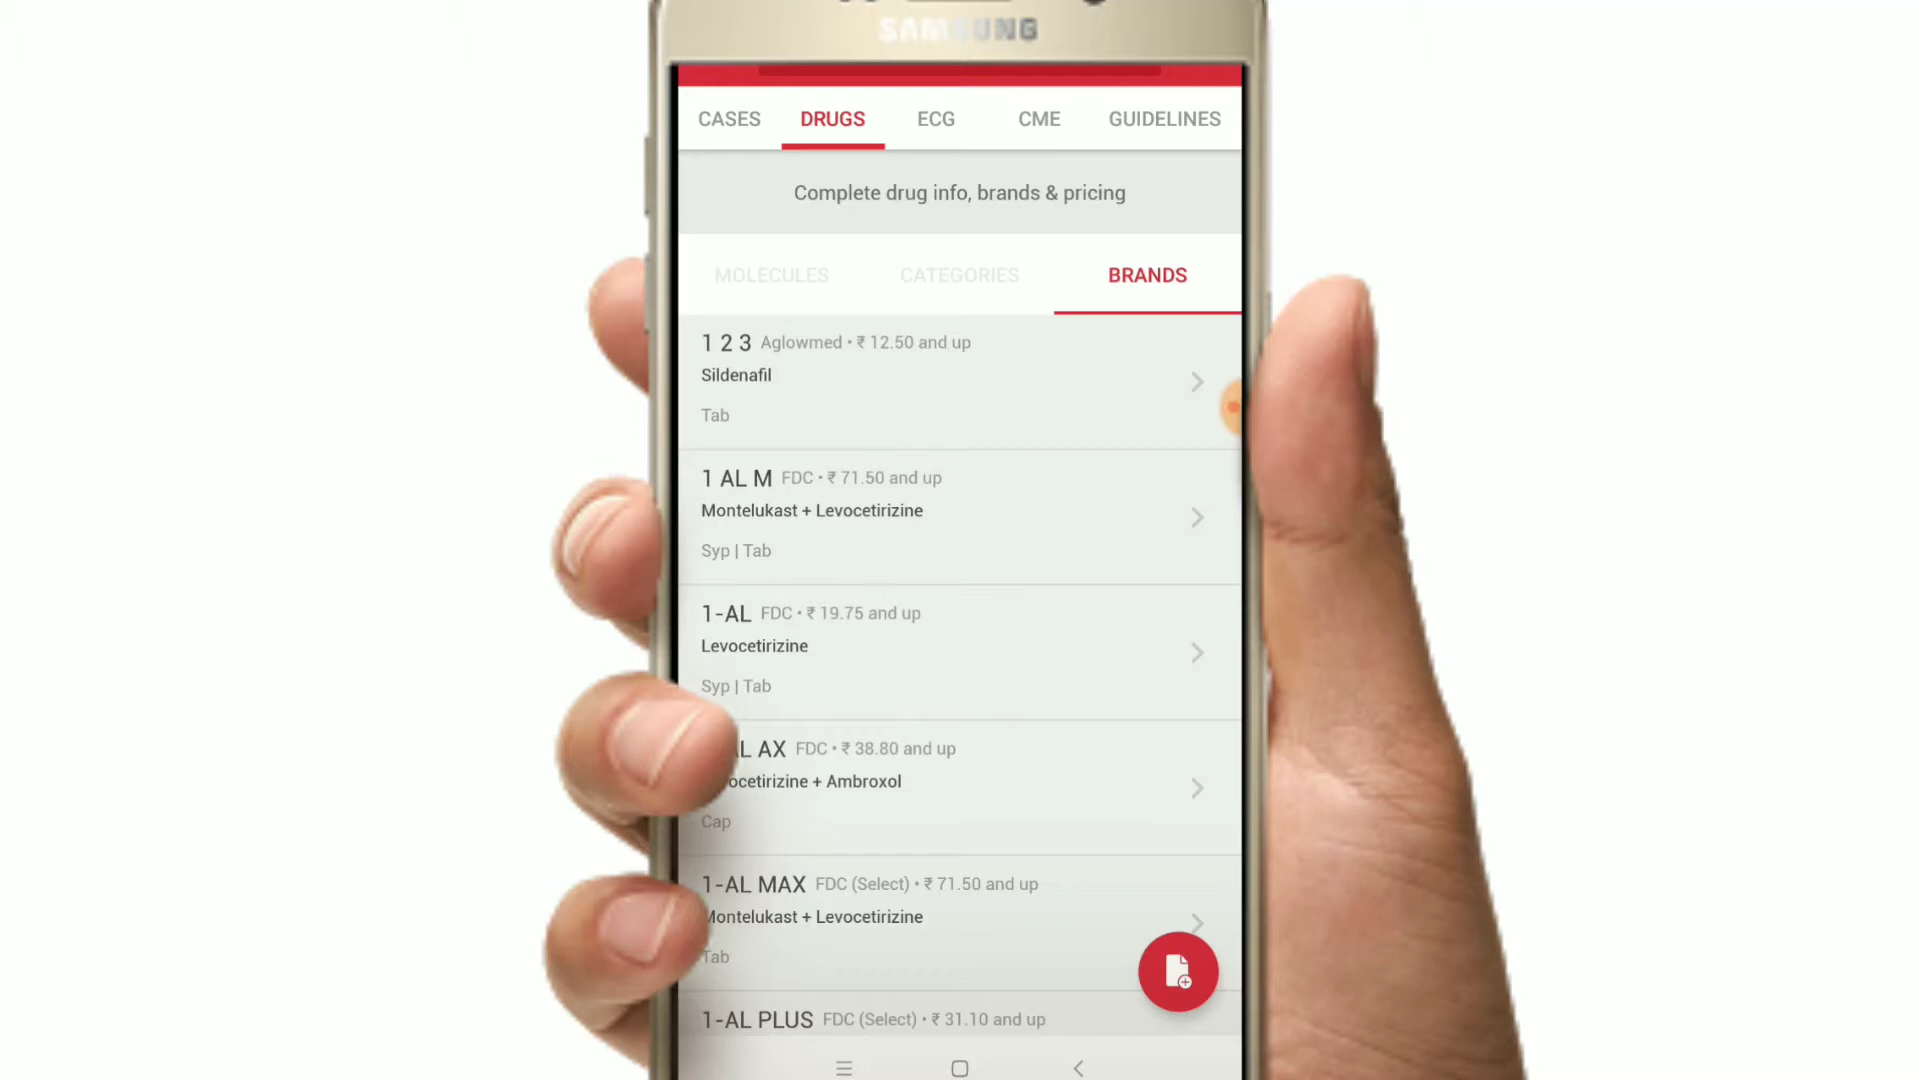 SAMSUNG
CASES DRUGS ECG CME GUIDELINES
Complete drug info, brands & pricing
MOLECULES CATEGORIES BRANDS
1 2 3 Aglowmed • ₹ 12.50 and up
Sildenafil
Tab
1 AL M FDC • ₹ 71.50 and up
Montelukast + Levocetirizine
Syp | Tab
1-AL FDC • ₹ 19.75 and up
Levocetirizine
Syp | Tab
L AX FDC • ₹ 38.80 and up
ocetirizine + Ambroxol
Cap
1-AL MAX FDC (Select) • ₹ 71.50 and up
Montelukast + Levocetirizine
Tab
1-AL PLUS FDC (Select) • ₹ 31.10 and up